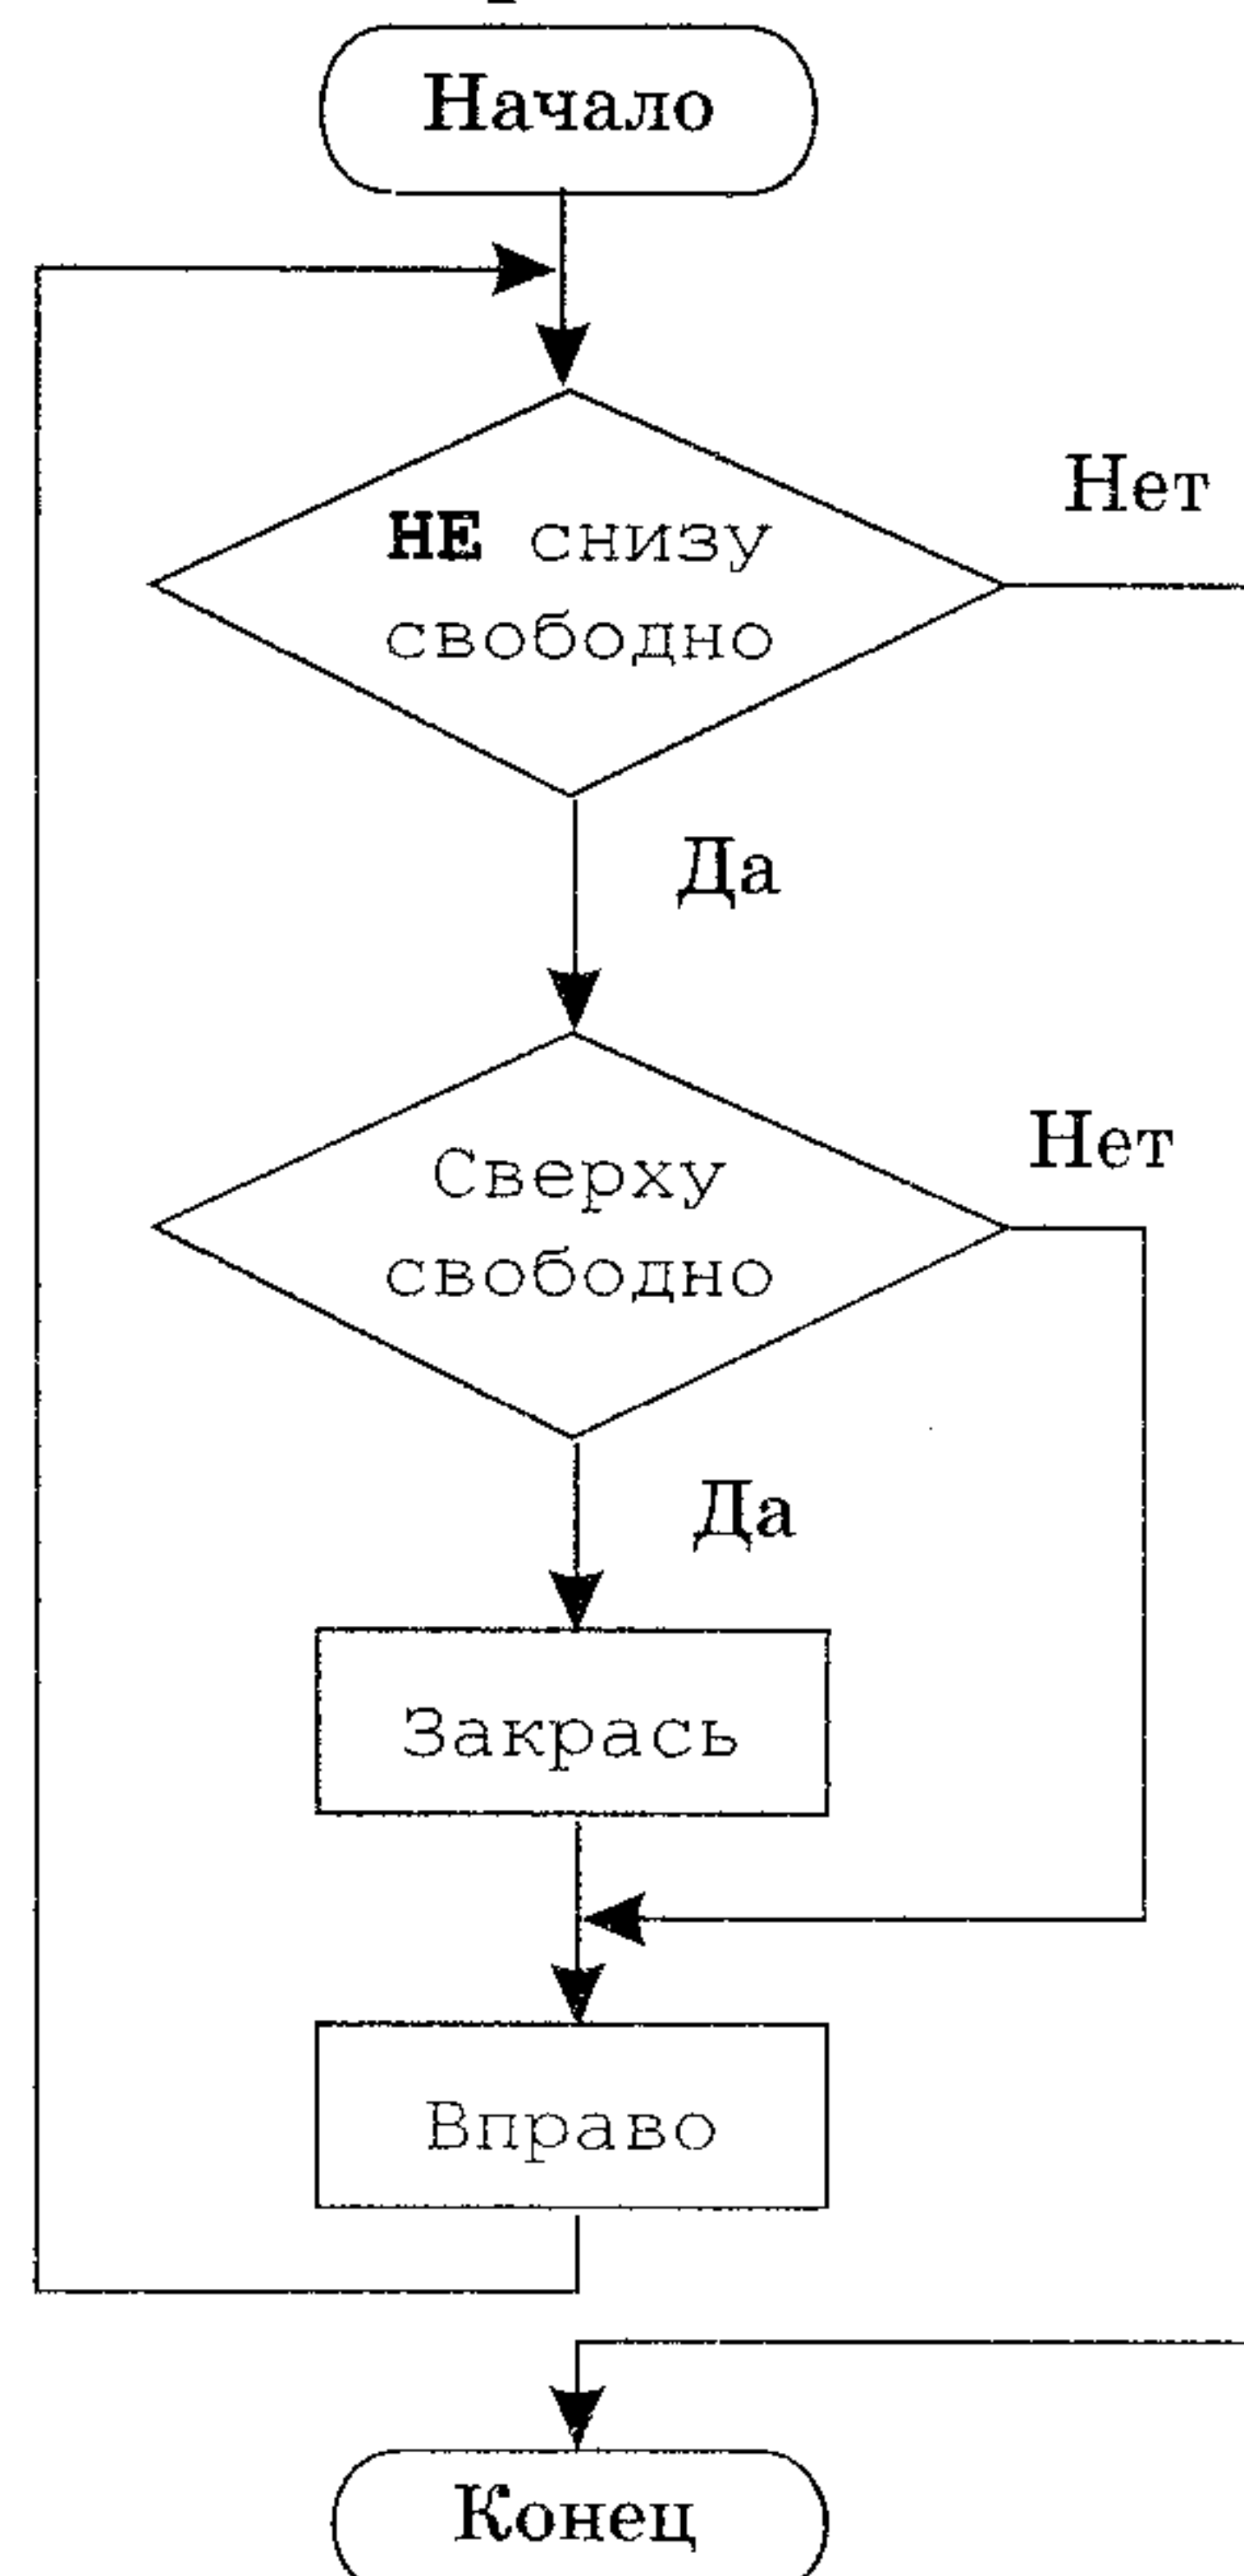 Начало
Нет
НЕ снизу
свободно
Да
Нет
Сверху
свободно
Да
Закрась
Вправо
Конец